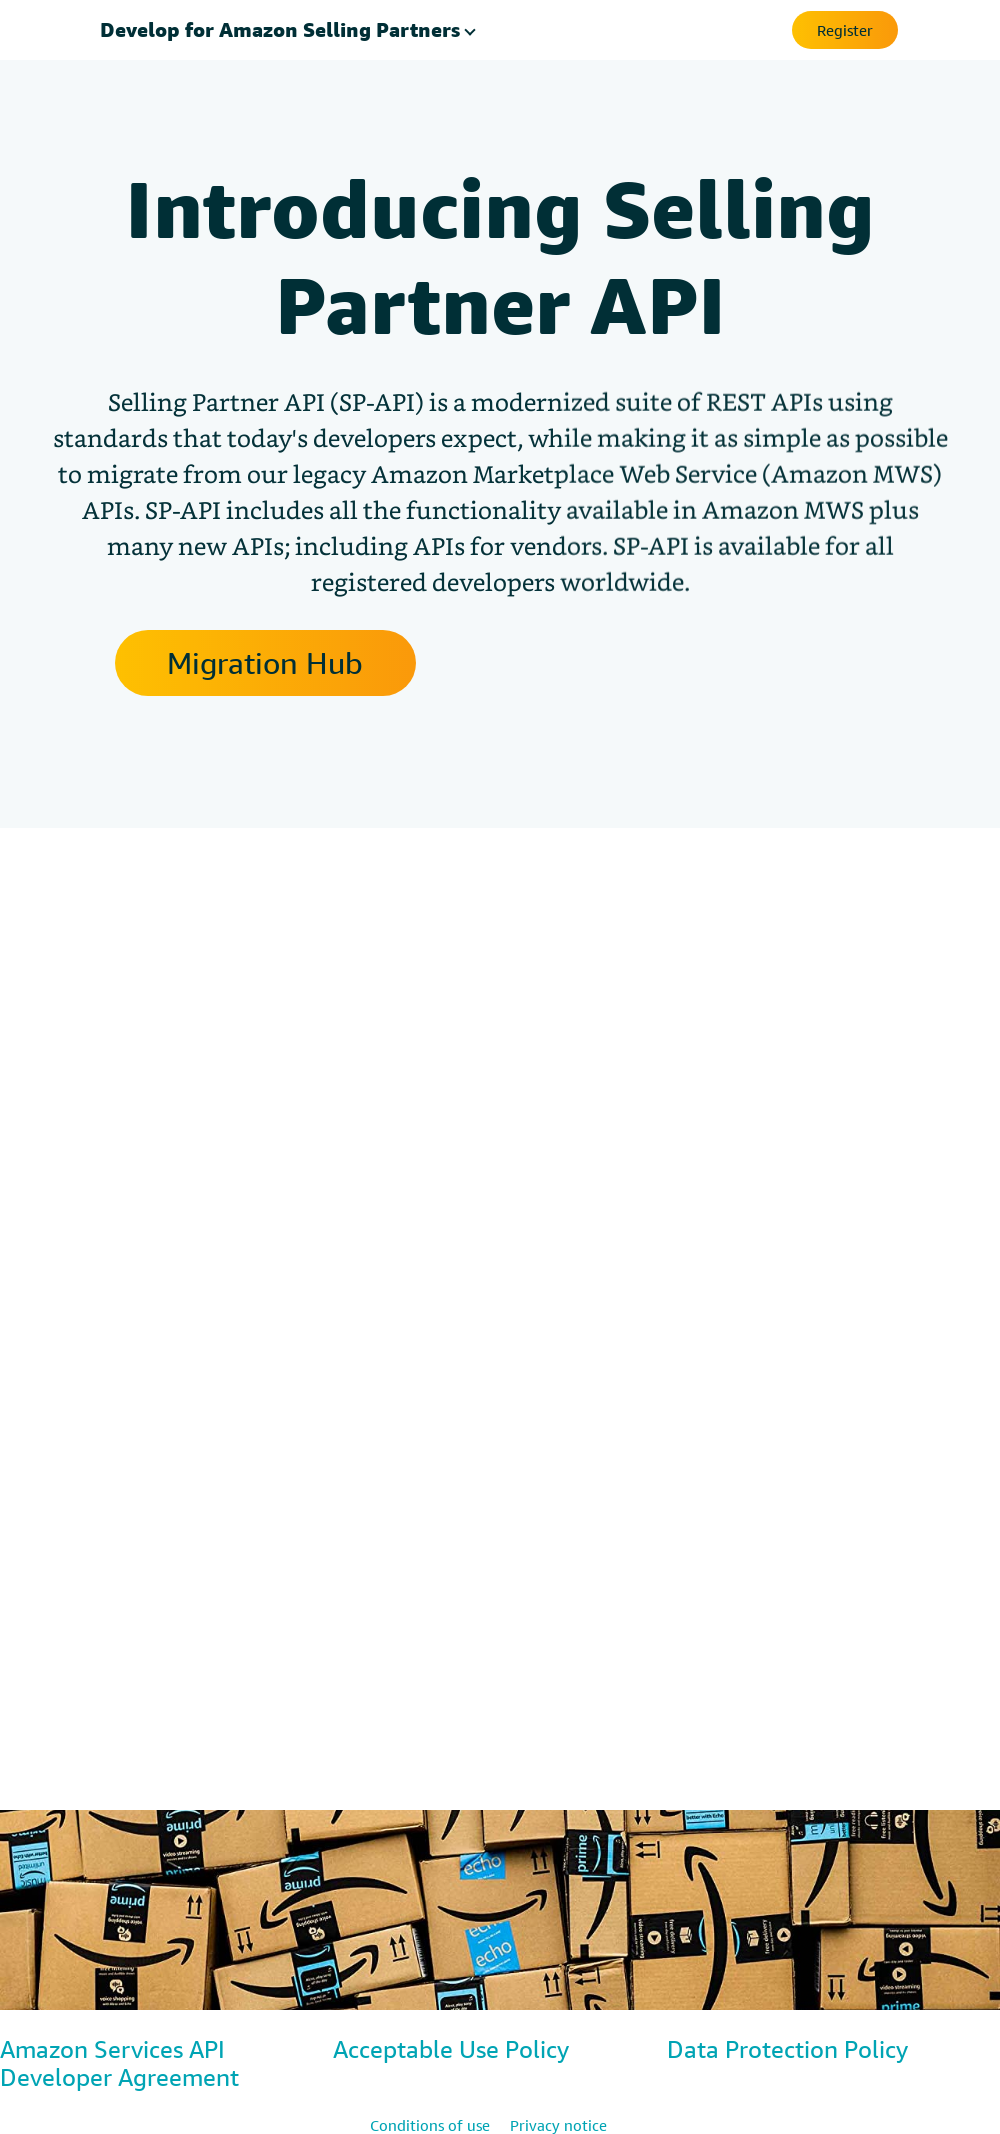 Develop for Amazon Selling Partners
Register
Introducing Selling
Partner API
Selling Partner API (SP-API) is a modernized suite of REST APIs using
standards that today's developers expect, while making it as simple as possible
to migrate from our legacy Amazon Marketplace Web Service (Amazon MWS)
APIs. SP-API includes all the functionality available in Amazon MWS plus
many new APIs; including APIs for vendors. SP-API is available for all
registered developers worldwide.
Migration Hub
prime
video streaming
prime
echo
echo
prime
prime
video streaming
prime
Amazon Services API
Developer Agreement
Acceptable Use Policy
Data Protection Policy
Conditions of use
Privacy notice